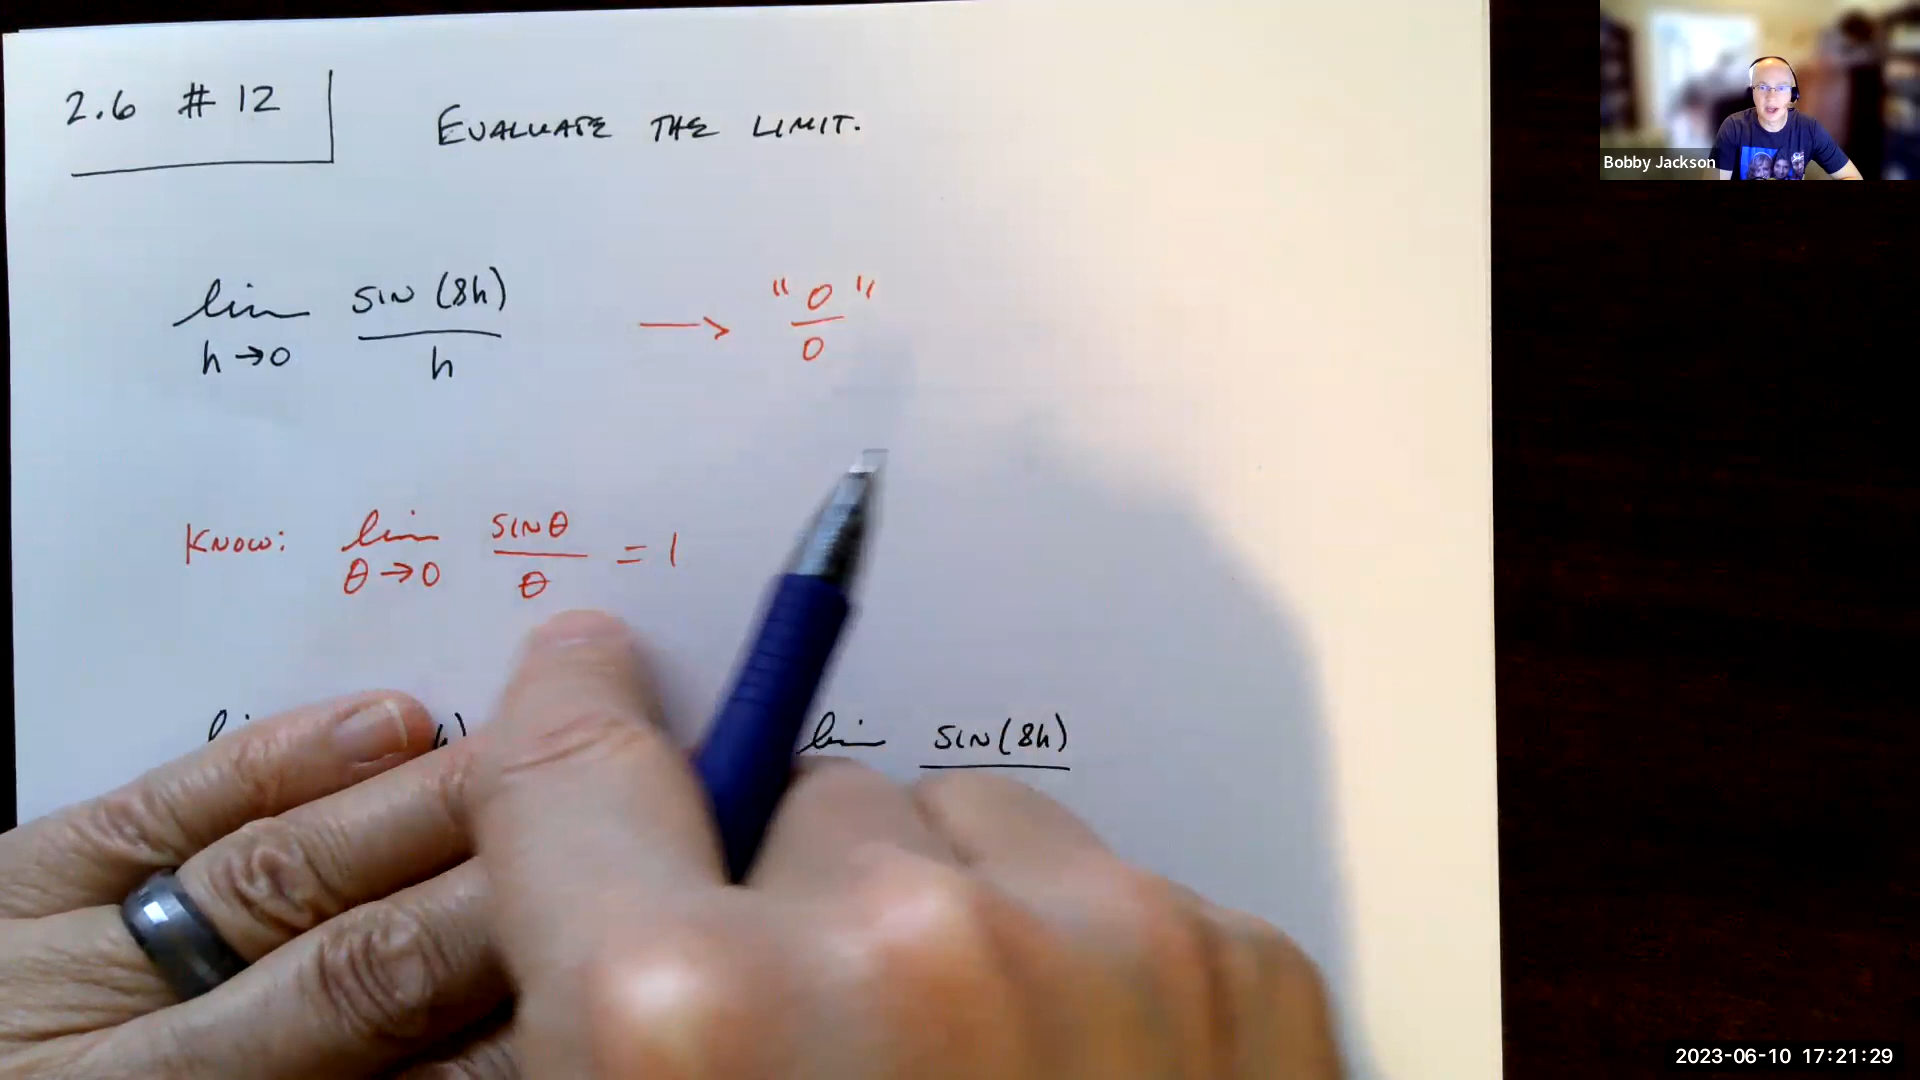 2.6 # 12
EVALUATE THE LIMIT.
lim sin (8h)
h→0 h
→ " 0 "
0
KNOW: lim SINθ = 1
θ→0 θ
lim SIN(8h)
Bobby Jackson
2023-06-10 17:21:29